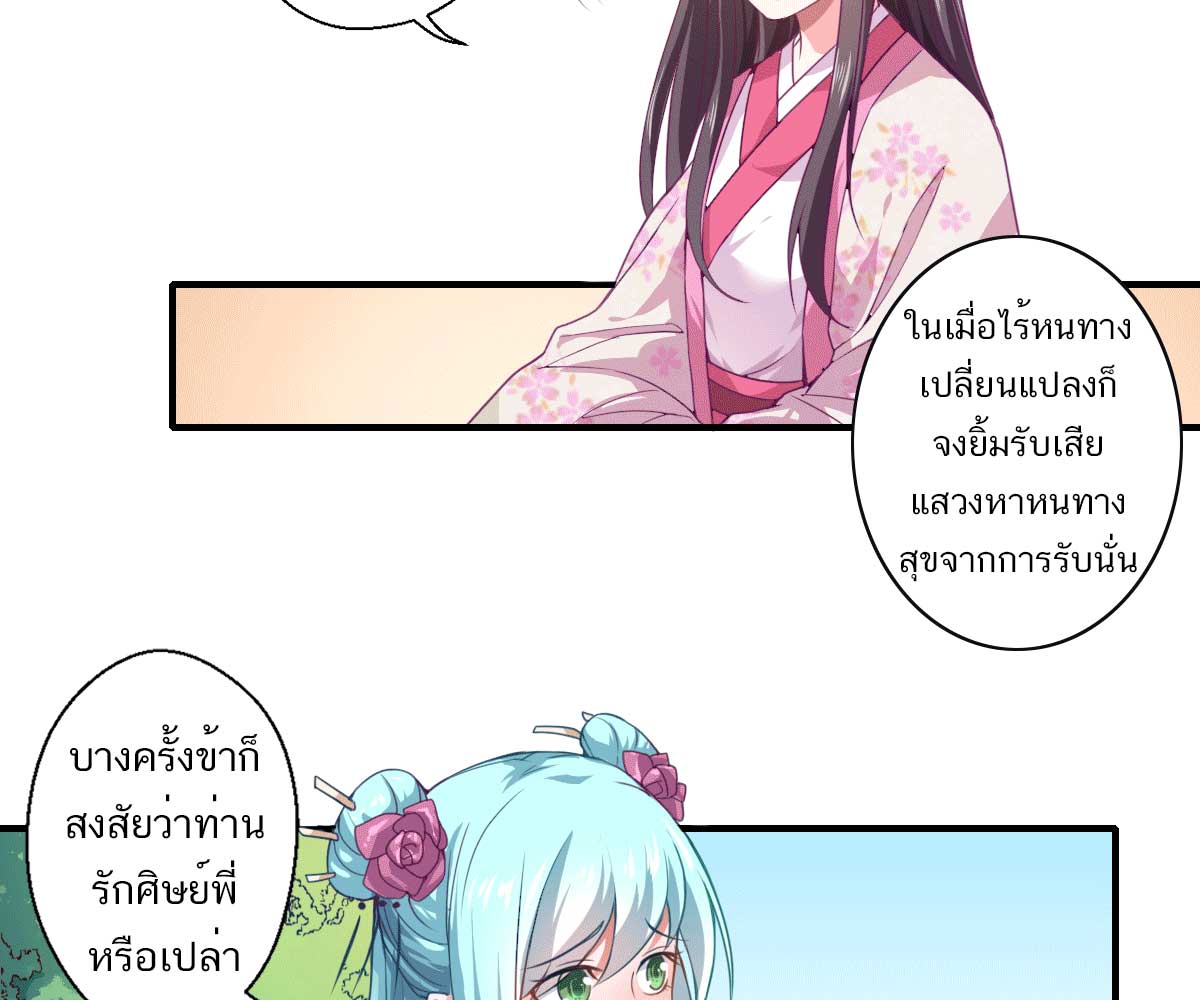 ในเมื่อไร้หนทาง
เปลี่ยนแปลงก็
จงยิ้มรับเสีย
แสวงหาหนทาง
สุขจากการรับนั่น
บางครั้งข้าก็
สงสัยว่าท่าน
รักศิษย์พี่
หรือเปล่า